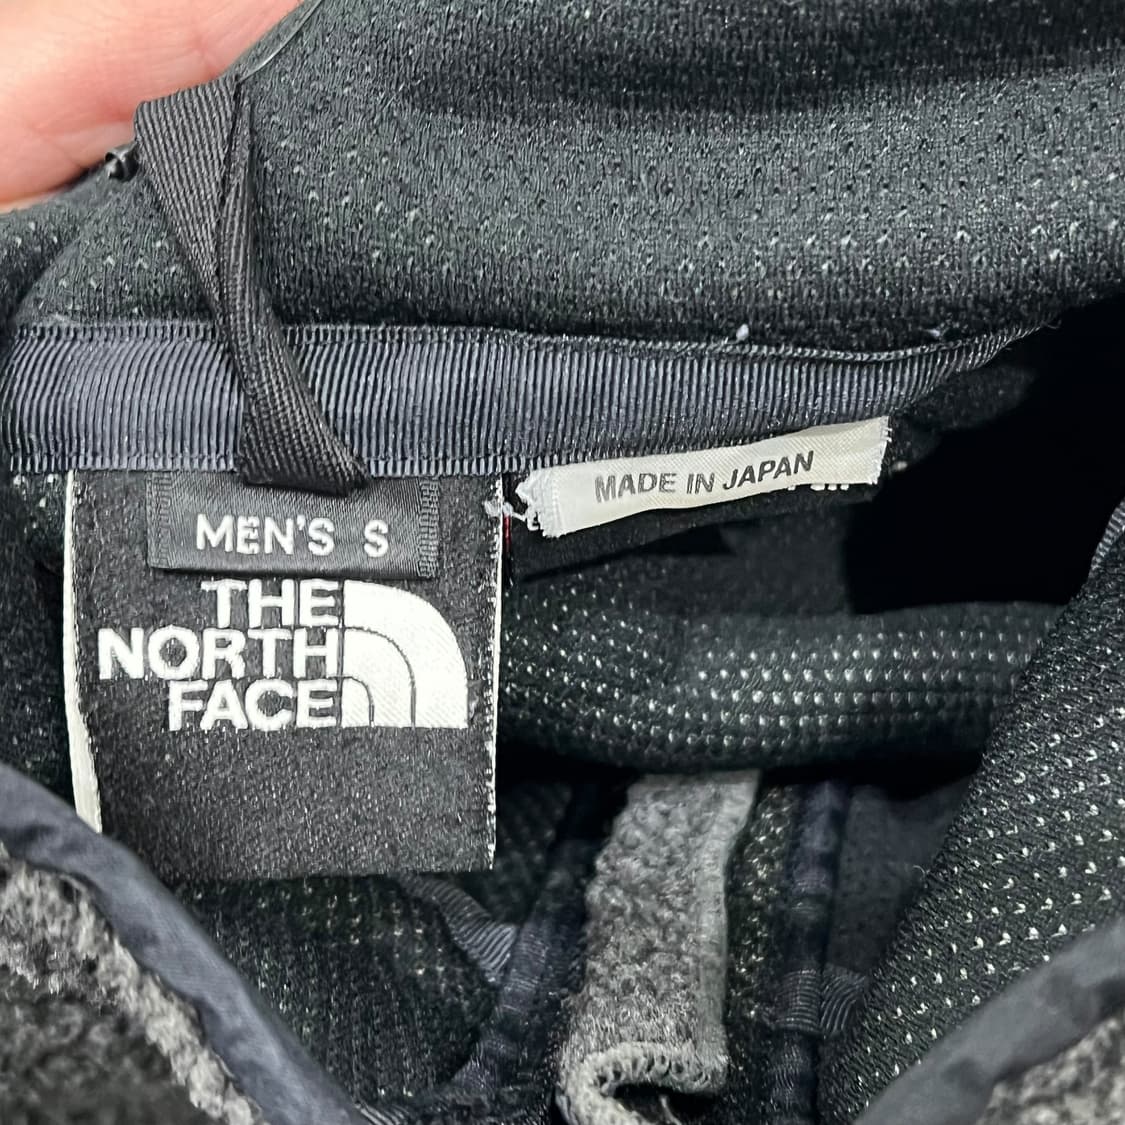 MADE IN JAPAN
MEN'S S
THE
NORTH
FACE